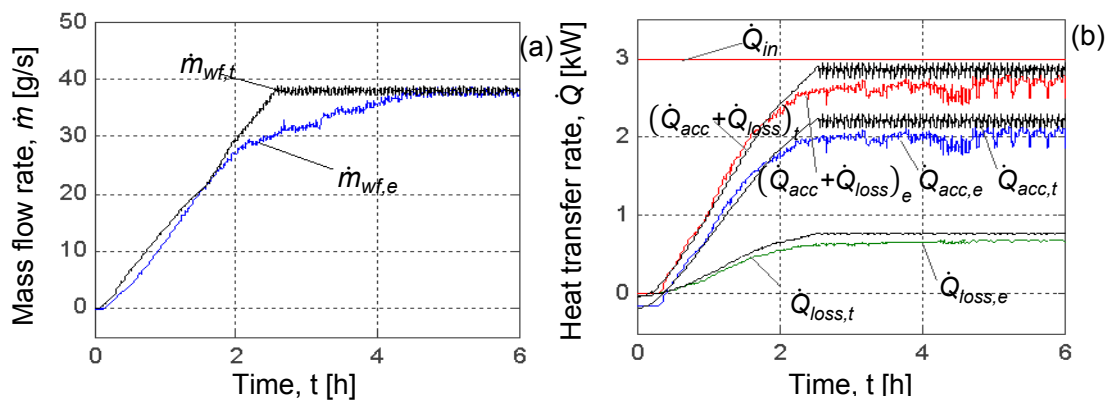 50
40
30
20
10
0
0 2 4 6
Mass flow rate, ṁ [g/s]
Time, t [h]
(a)
ṁwf,t
ṁwf,e
3
2
1
0
0 2 4 6
Heat transfer rate, Q̇ [kW]
Time, t [h]
(b)
Q̇in
(Q̇acc+Q̇loss)t
(Q̇acc+Q̇loss)e
Q̇acc,e
Q̇acc,t
Q̇loss,t
Q̇loss,e